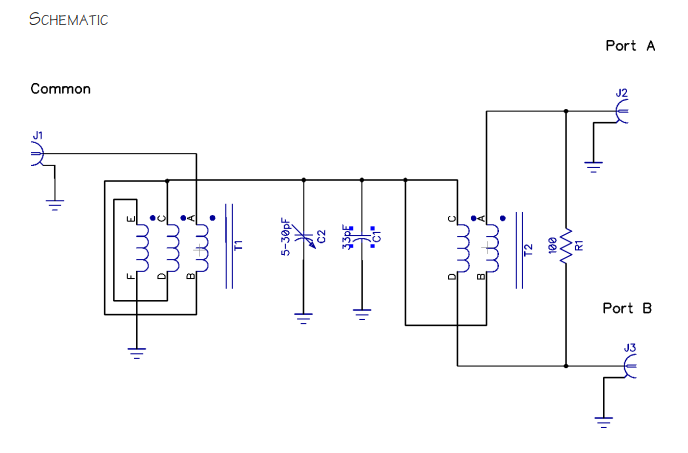 SCHEMATIC
Port A
Common
J2
J1
E
C
A
C
A
5-30pF
C2
33pF
C1
T1
T2
100
R1
F
D
B
D
B
Port B
J3